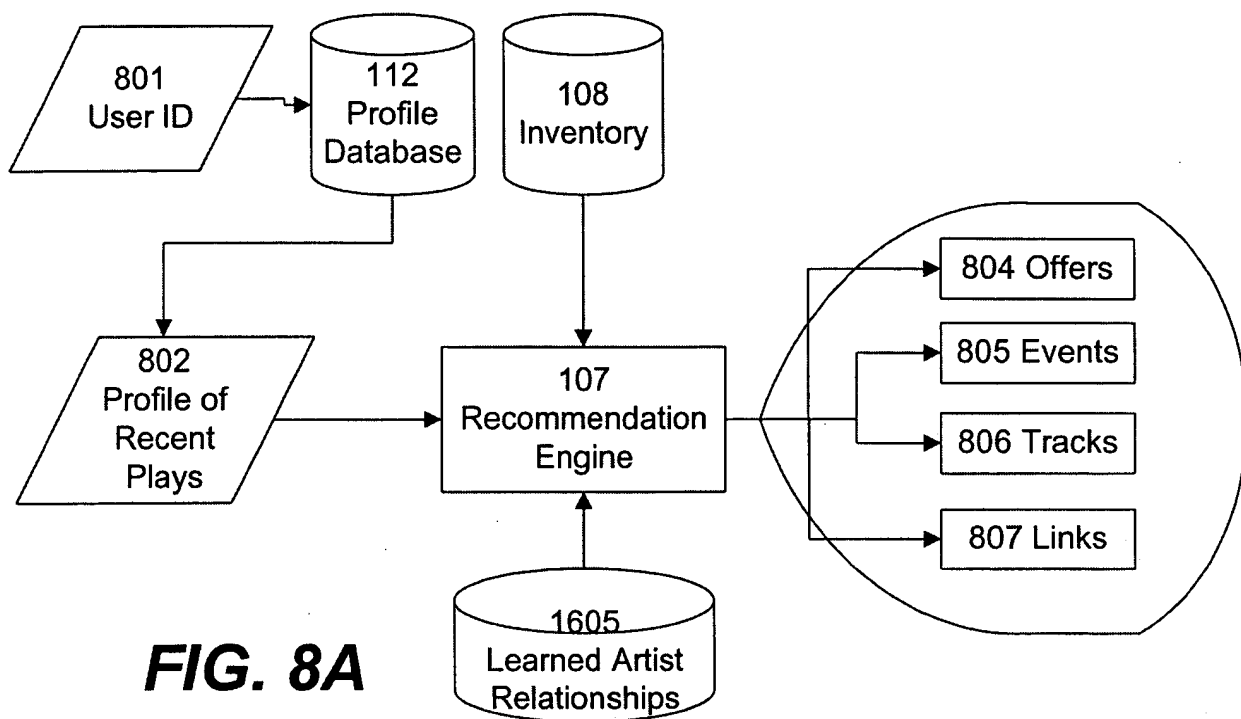 801
User ID
112
Profile
Database
108
Inventory
802
Profile of
Recent
Plays
107
Recommendation
Engine
804 Offers
805 Events
806 Tracks
807 Links
1605
Learned Artist
Relationships
FIG. 8A